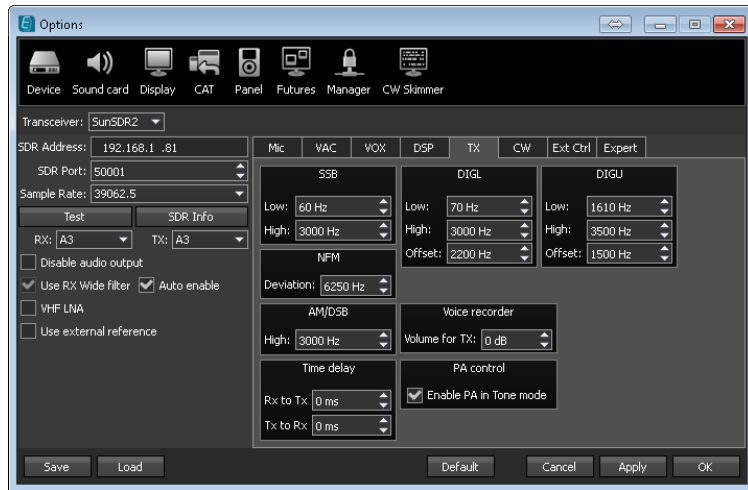 Options
Device Sound card Display CAT Panel Futures Manager CW Skimmer
Transceiver: SunSDR2
SDR Address: 192.168.1 .81
SDR Port: 50001
Sample Rate: 39062.5
Test SDR Info
RX: A3 TX: A3
Disable audio output
Use RX Wide filter Auto enable
VHF LNA
Use external reference
Mic VAC VOX DSP TX CW Ext Ctrl Expert
SSB
Low: 60 Hz
High: 3000 Hz
DIGL
Low: 70 Hz
High: 3000 Hz
Offset: 2200 Hz
DIGU
Low: 1610 Hz
High: 3500 Hz
Offset: 1500 Hz
NFM
Deviation: 6250 Hz
AM/DSB
High: 3000 Hz
Voice recorder
Volume for TX: 0 dB
Time delay
Rx to Tx 0 ms
Tx to Rx 0 ms
PA control
Enable PA in Tone mode
Save Load Default Cancel Apply OK